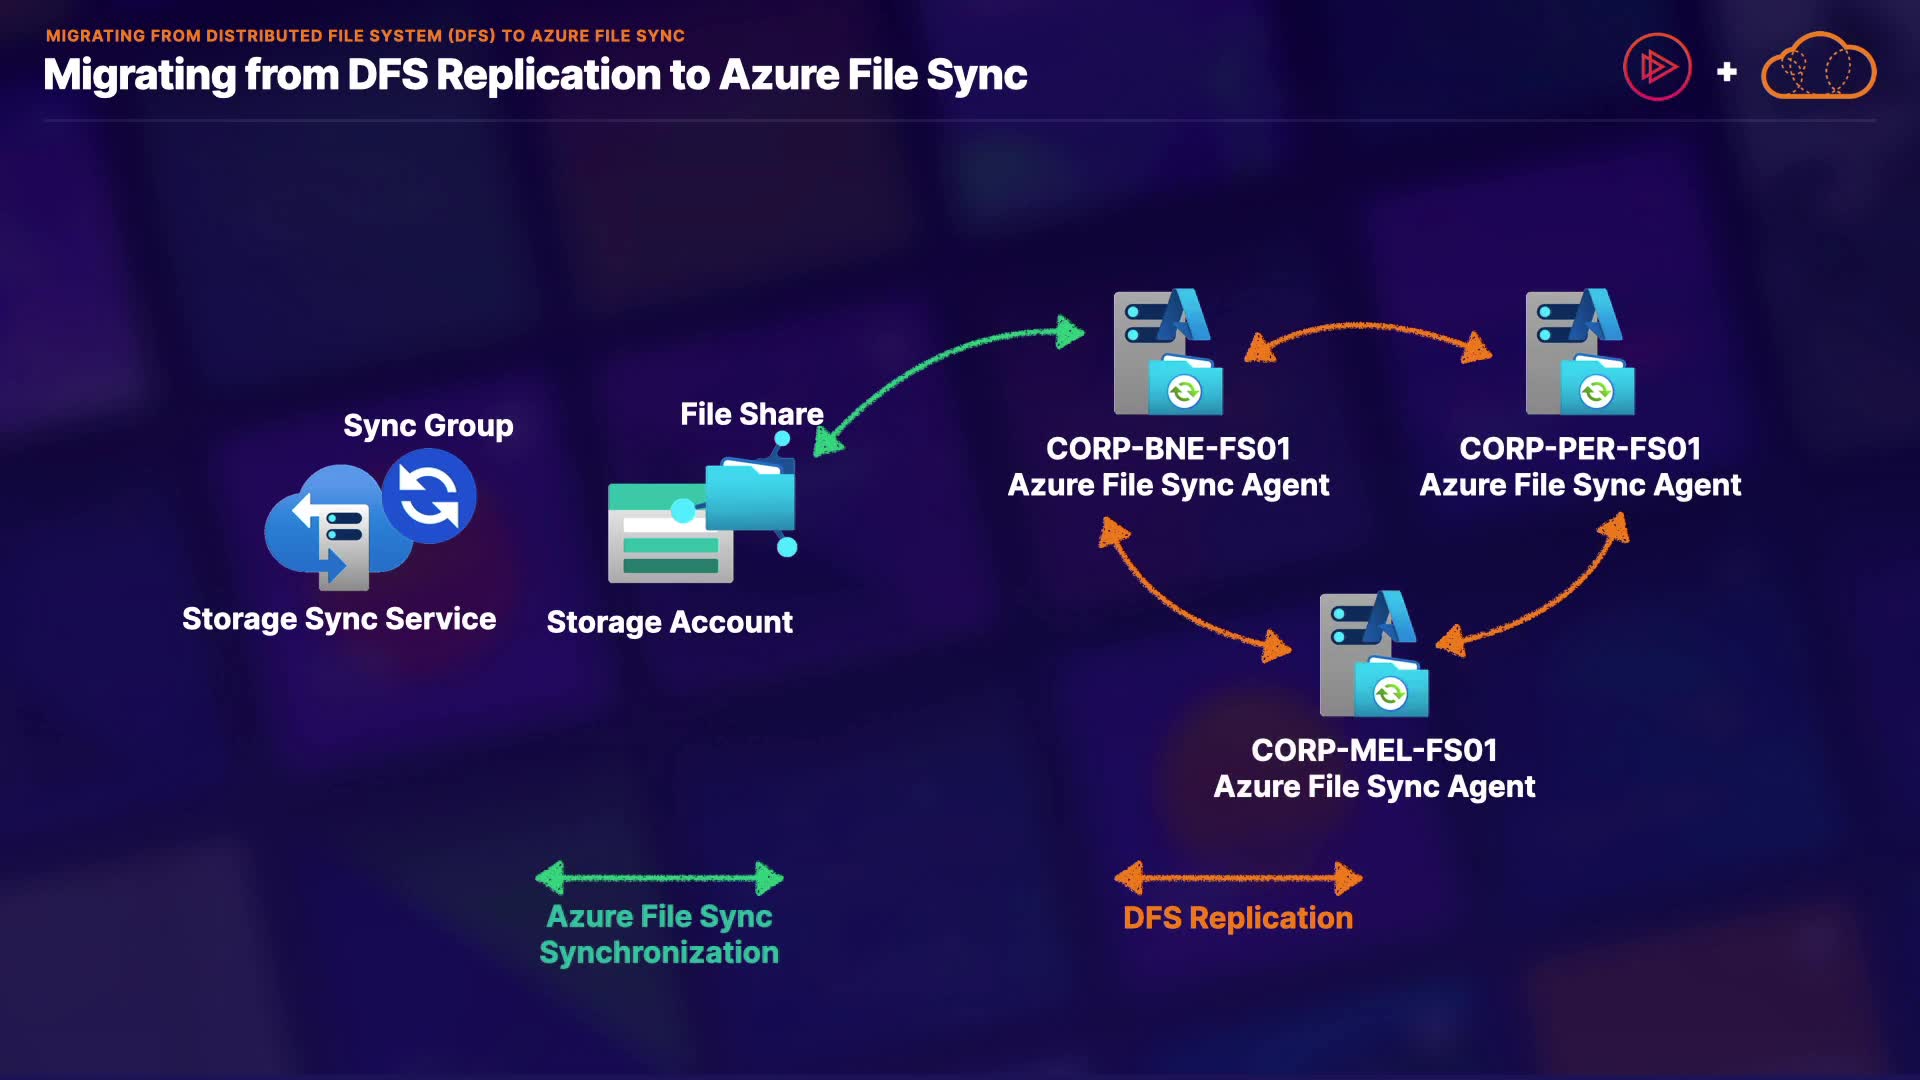 MIGRATING FROM DISTRIBUTED FILE SYSTEM (DFS) TO AZURE FILE SYNC
Migrating from DFS Replication to Azure File Sync
Sync Group
Storage Sync Service
File Share
Storage Account
CORP-BNE-FS01
Azure File Sync Agent
CORP-PER-FS01
Azure File Sync Agent
CORP-MEL-FS01
Azure File Sync Agent
Azure File Sync
Synchronization
DFS Replication